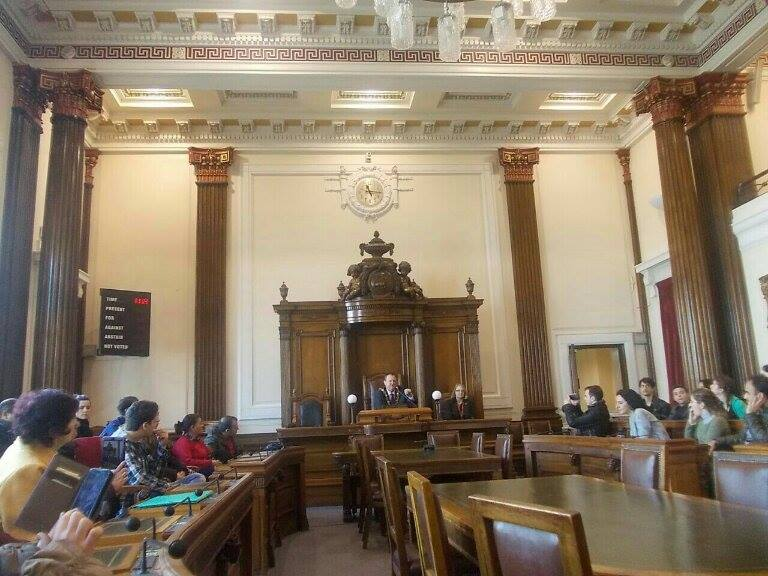 TIME
PRESENT
FOR
AGAINST
ABSTAIN
NOT VOTED